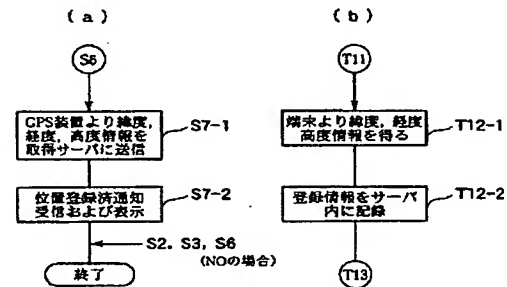 (a)
S5
GPS装置より緯度,
経度,高度情報を
取得サーバに送信
S7-1
位置登録済通知
受信および表示
S7-2
S2, S3, S6
(NOの場合)
終了
(b)
T11
端末より緯度,経度
高度情報を得る
T12-1
登録情報をサーバ
内に記録
T12-2
T13